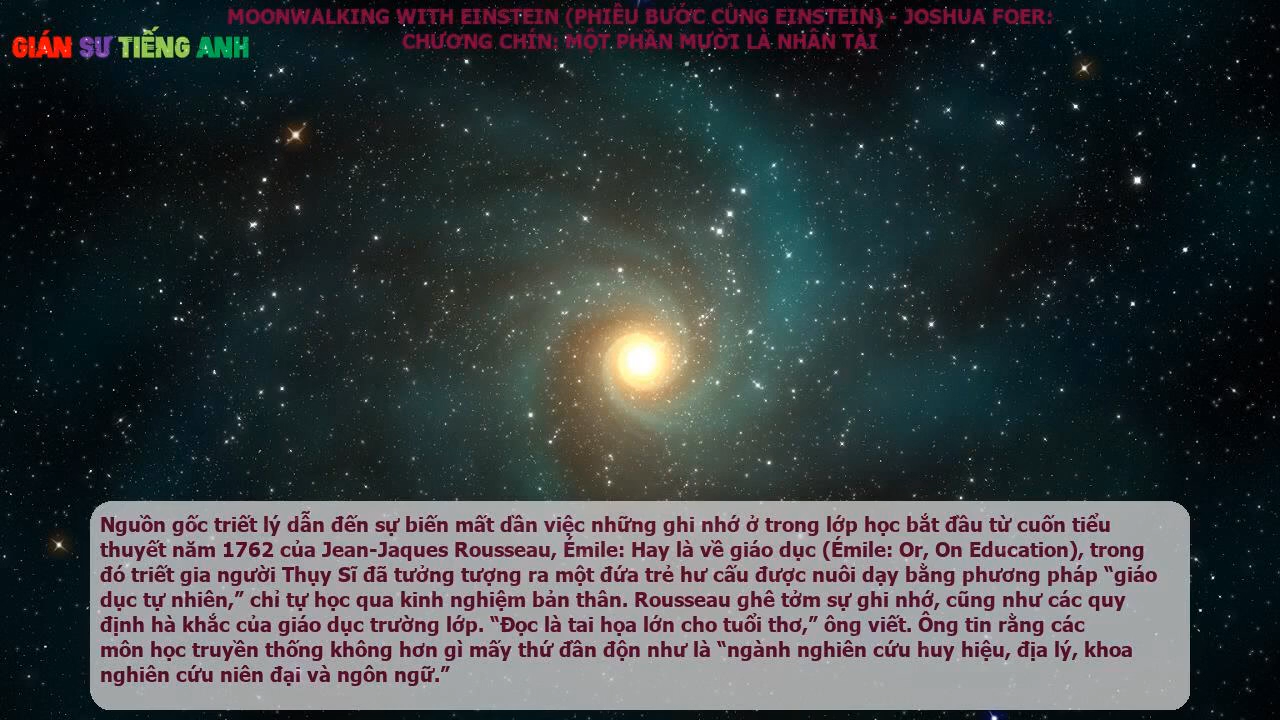 MOONWALKING WITH EINSTEIN (PHIÊU BƯỚC CÙNG EINSTEIN) - JOSHUA FOER:
CHƯƠNG CHÍN: MỘT PHẦN MƯỜI LÀ NHÂN TÀI
GIÁN SỨ TIẾNG ANH
Nguồn gốc triết lý dẫn đến sự biến mất dần việc những ghi nhớ ở trong lớp học bắt đầu từ cuốn tiểu
thuyết năm 1762 của Jean-Jaques Rousseau, Émile: Hay là về giáo dục (Émile: Or, On Education), trong
đó triết gia người Thụy Sĩ đã tưởng tượng ra một đứa trẻ hư cấu được nuôi dạy bằng phương pháp “giáo
dục tự nhiên,” chỉ tự học qua kinh nghiệm bản thân. Rousseau ghê tởm sự ghi nhớ, cũng như các quy
định hà khắc của giáo dục trường lớp. “Đọc là tai họa lớn cho tuổi thơ,” ông viết. Ông tin rằng các
môn học truyền thống không hơn gì mấy thứ đần độn như là “ngành nghiên cứu huy hiệu, địa lý, khoa
nghiên cứu niên đại và ngôn ngữ.”